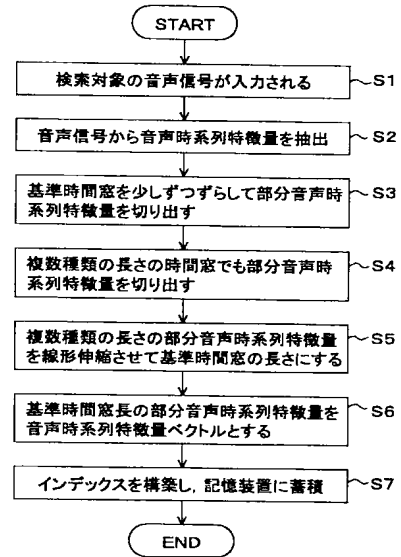 START
検索対象の音声信号が入力される
S1
音声信号から音声時系列特徴量を抽出
S2
基準時間窓を少しずつずらして部分音声時
系列特徴量を切り出す
S3
複数種類の長さの時間窓でも部分音声時
系列特徴量を切り出す
S4
複数種類の長さの部分音声時系列特徴量
を線形伸縮させて基準時間窓の長さにする
S5
基準時間窓長の部分音声時系列特徴量を
音声時系列特徴量ベクトルとする
S6
インデックスを構築し,記憶装置に蓄積
S7
END